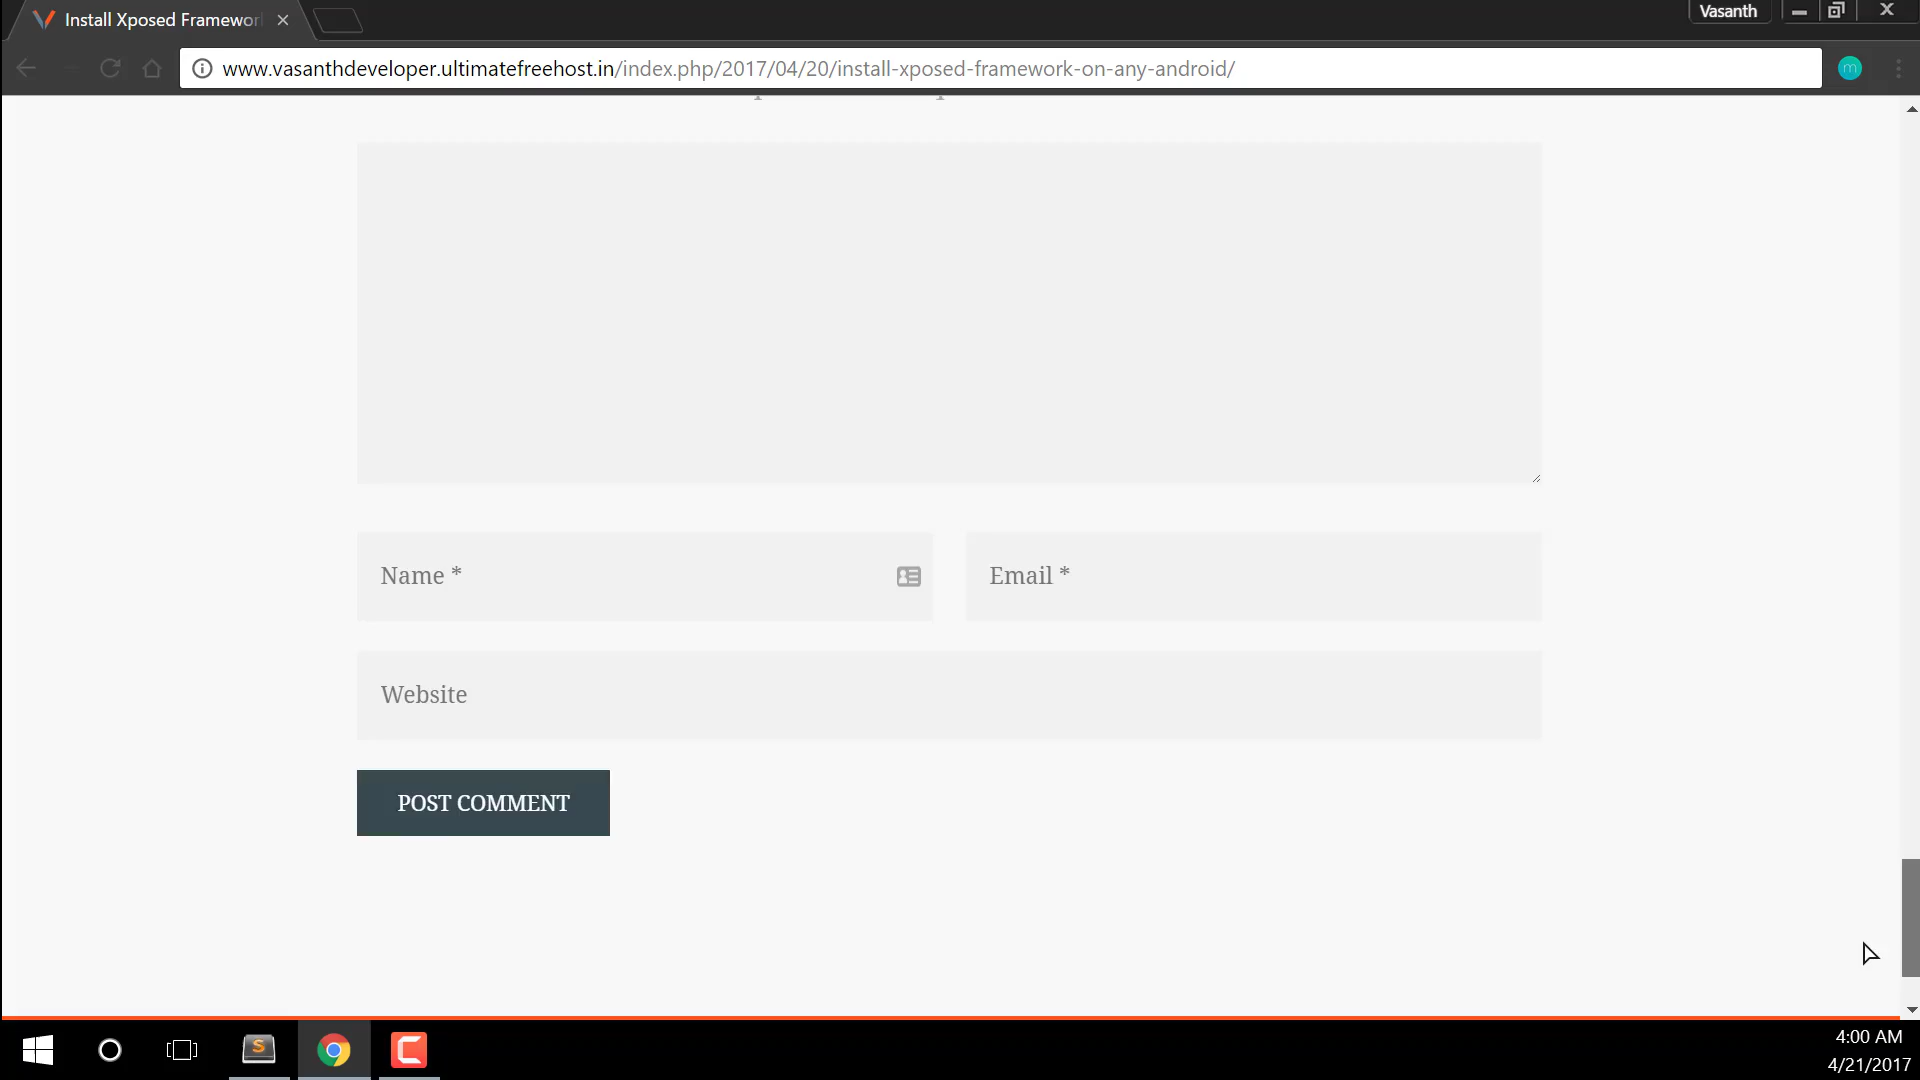 Install Xposed Framewor
Vasanth
www.vasanthdeveloper.ultimatefreehost.in/index.php/2017/04/20/install-xposed-framework-on-any-android/
m
Name *
Email *
Website
POST COMMENT
S
4:00 AM
4/21/2017